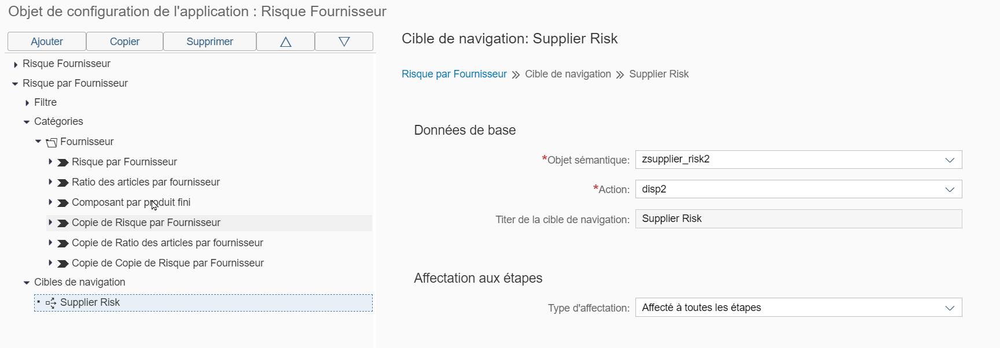 Objet de configuration de l'application : Risque Fournisseur
Ajouter Copier Supprimer
Risque Fournisseur
Risque par Fournisseur
Filtre
Catégories
Fournisseur
Risque par Fournisseur
Ratio des articles par fournisseur
Composant par produit fini
Copie de Risque par Fournisseur
Copie de Ratio des articles par fournisseur
Copie de Copie de Risque par Fournisseur
Cibles de navigation
Supplier Risk
Cible de navigation: Supplier Risk
Risque par Fournisseur Cible de navigation Supplier Risk
Données de base
*Objet sémantique: zsupplier_risk2
*Action: disp2
Titer de la cible de navigation: Supplier Risk
Affectation aux étapes
Type d'affectation: Affecté à toutes les étapes